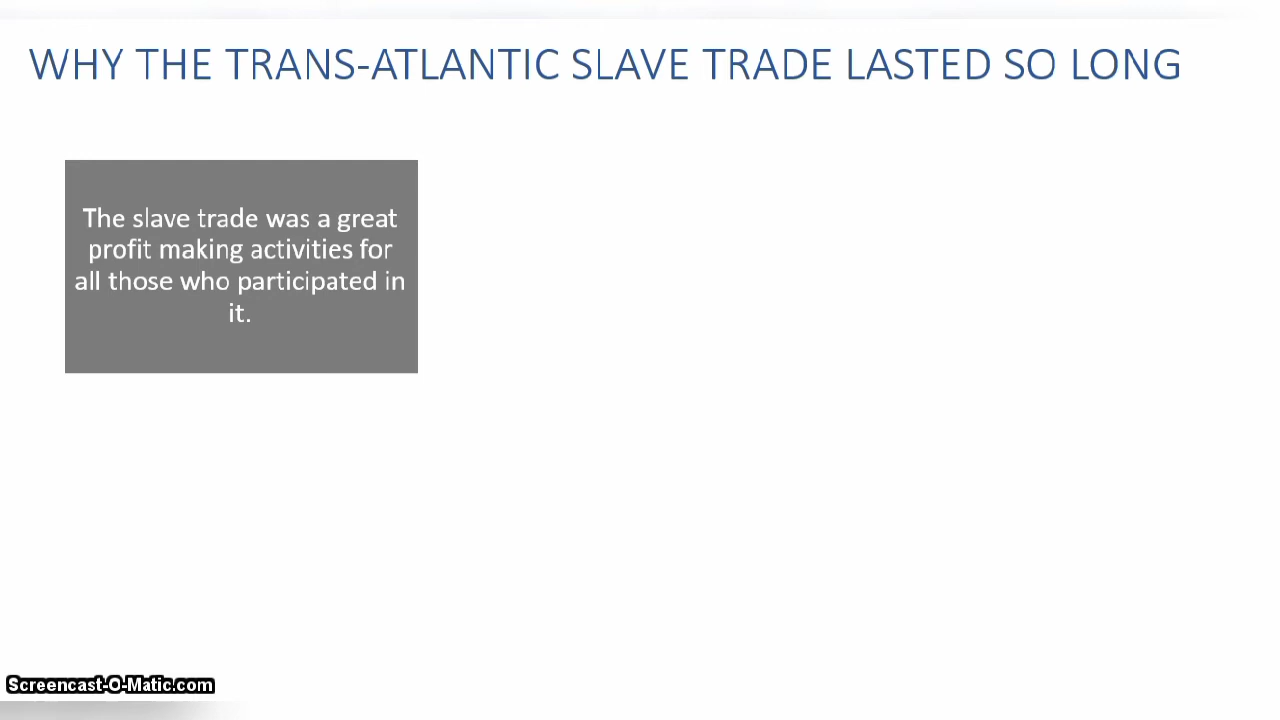 WHY THE TRANS-ATLANTIC SLAVE TRADE LASTED SO LONG
The slave trade was a great
profit making activities for
all those who participated in
it.
Screencast-O-Matic.com